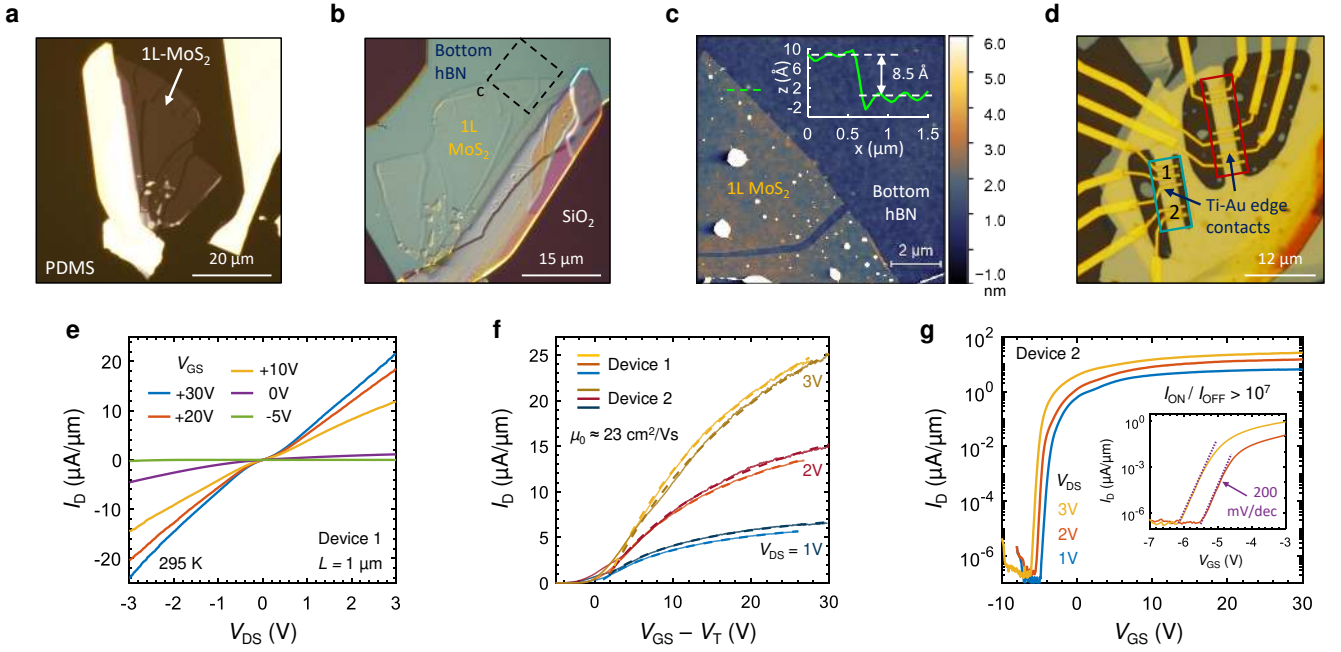 a
1L-MoS2
PDMS
20 µm
b
Bottom
hBN
c
1L
MoS2
SiO2
15 µm
c
10
6
2
-2
z (Å)
8.5 Å
0
0.5
1.0
1.5
x (µm)
1L MoS2
Bottom
hBN
2 µm
6.0
5.0
4.0
3.0
2.0
1.0
−1.0
nm
d
1
2
Ti-Au edge
contacts
12 µm
e
20
10
0
-10
-20
ID (µA/µm)
VGS
+30V
+20V
+10V
0V
-5V
295 K
Device 1
L = 1 µm
-3
-2
-1
0
1
2
3
VDS (V)
f
25
20
15
10
5
0
ID (µA/µm)
Device 1
Device 2
µ0 ≈ 23 cm2/Vs
3V
2V
VDS = 1V
0
10
20
30
VGS − VT (V)
g
10^2
10^0
10^-2
10^-4
10^-6
ID (µA/µm)
Device 2
ION / IOFF > 10^7
VDS
3V
2V
1V
10^0
10^-3
10^-6
ID (µA/µm)
200
mV/dec
-7
-6
-5
-4
-3
VGS (V)
-10
0
10
20
30
VGS (V)